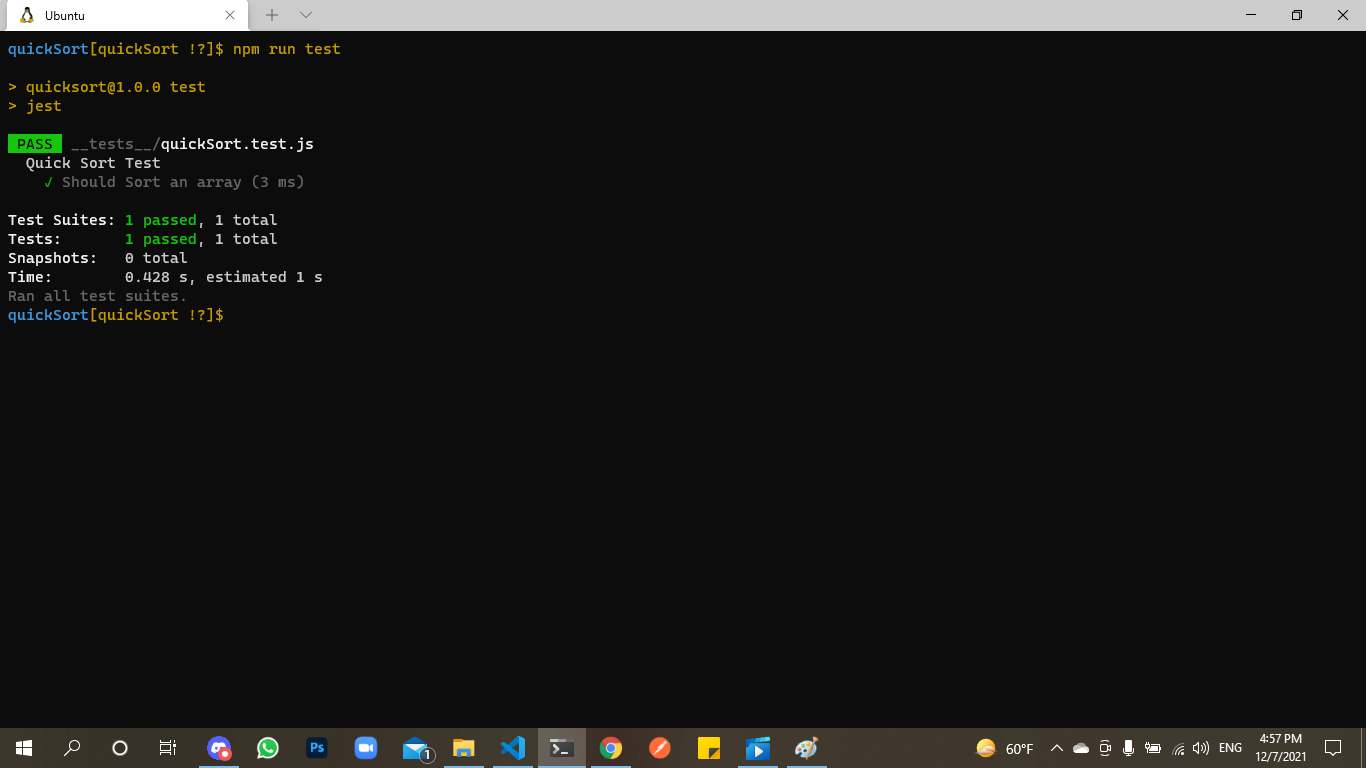 Ubuntu
quickSort[quickSort !?]$ npm run test
> quicksort@1.0.0 test
> jest
PASS __tests__/quickSort.test.js
Quick Sort Test
✓ Should Sort an array (3 ms)
Test Suites: 1 passed, 1 total
Tests: 1 passed, 1 total
Snapshots: 0 total
Time: 0.428 s, estimated 1 s
Ran all test suites.
quickSort[quickSort !?]$
Ps
1
60°F
ENG
4:57 PM
12/7/2021